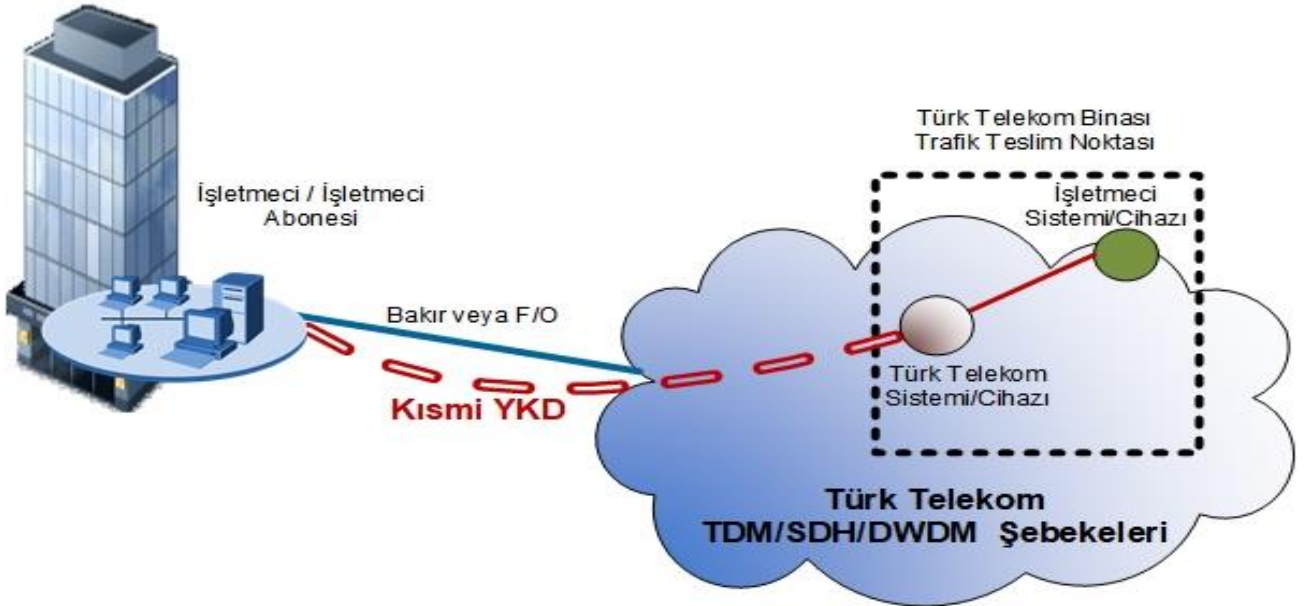 Türk Telekom Binası
Trafik Teslim Noktası
İşletmeci / İşletmeci
Abonesi
İşletmeci
Sistemi/Cihazı
Bakır veya F/O
Türk Telekom
Sistemi/Cihazı
Kısmi YKD
Türk Telekom
TDM/SDH/DWDM Şebekeleri